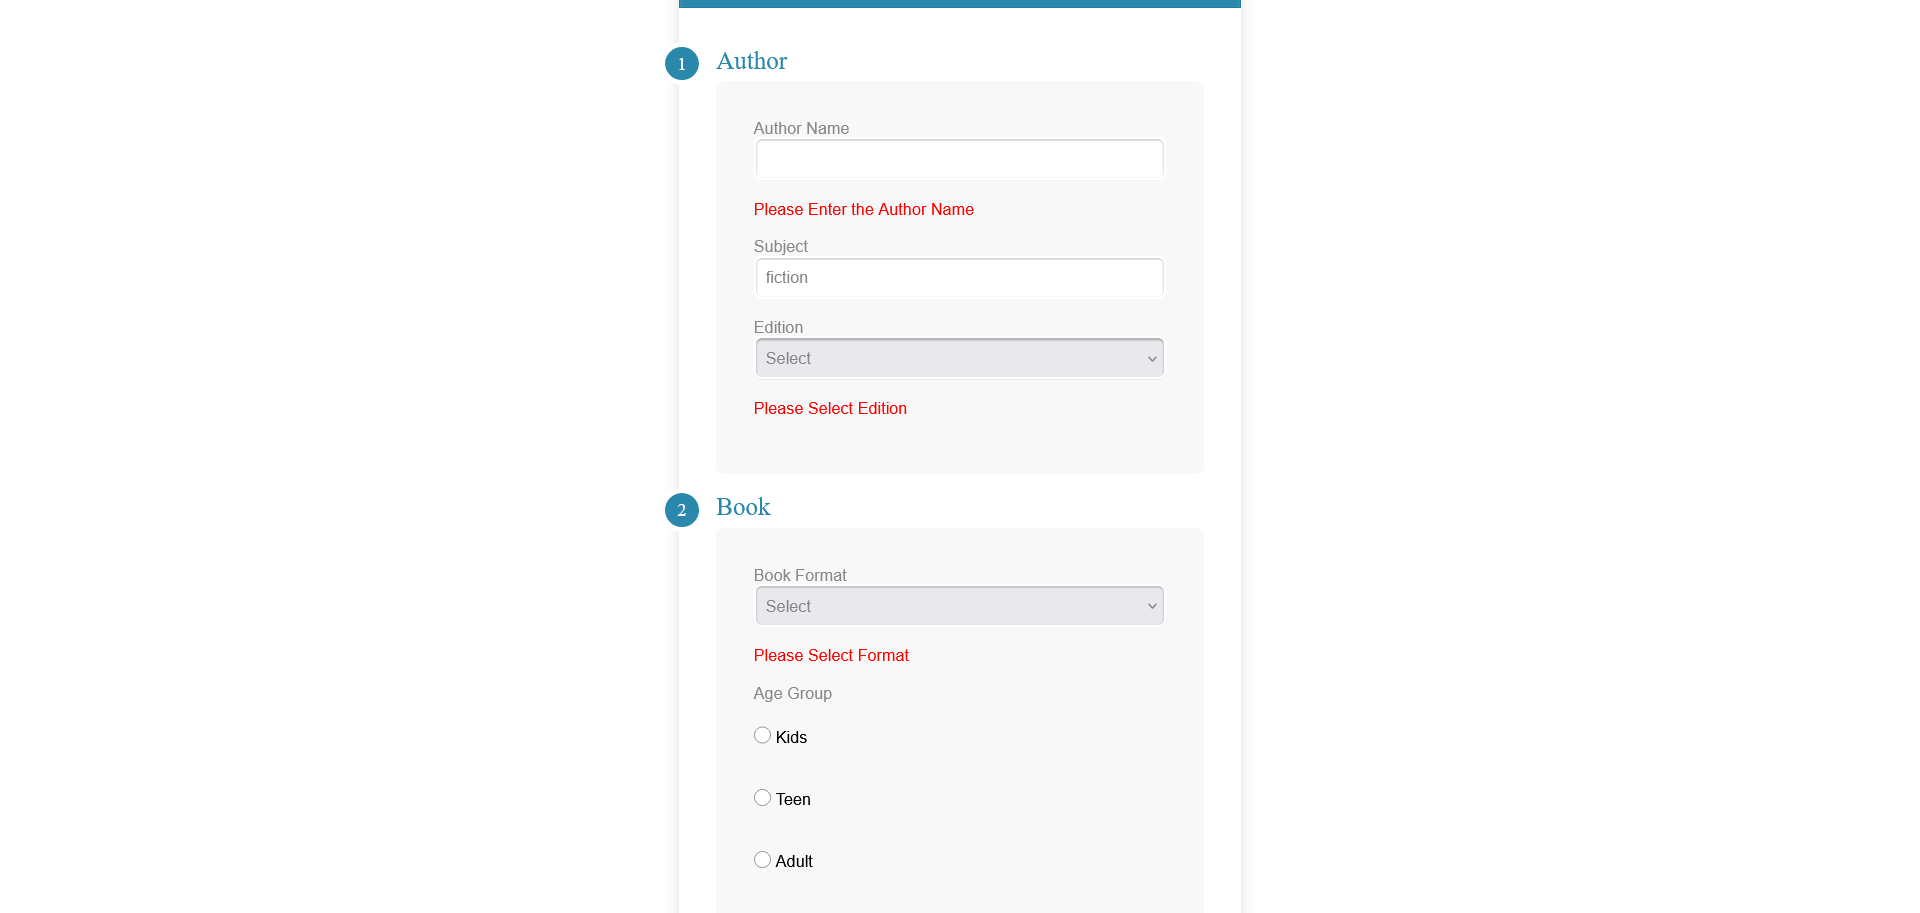 1
Author
Author Name
Please Enter the Author Name
Subject
fiction
Edition
Select
Please Select Edition
2
Book
Book Format
Select
Please Select Format
Age Group
Kids
Teen
Adult